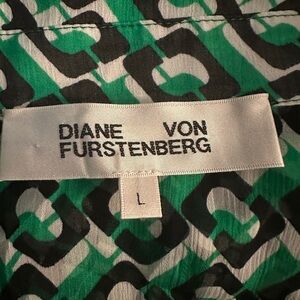 DIANE VON
FURSTENBERG
L